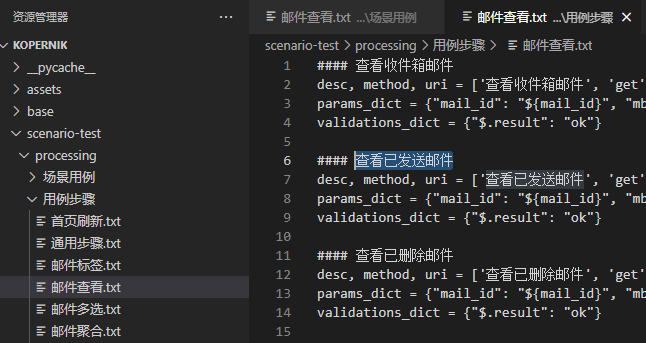 资源管理器
KOPERNIK
__pycache__
assets
base
scenario-test
processing
场景用例
用例步骤
首页刷新.txt
通用步骤.txt
邮件标签.txt
邮件查看.txt
邮件多选.txt
邮件聚合.txt
邮件查看.txt ...\场景用例
邮件查看.txt ...\用例步骤
scenario-test > processing > 用例步骤 > 邮件查看.txt
1 #### 查看收件箱邮件
2 desc, method, uri = ['查看收件箱邮件', 'get'
3 params_dict = {"mail_id": "${mail_id}", "mb
4 validations_dict = {"$.result": "ok"}
5
6 #### 查看已发送邮件
7 desc, method, uri = ['查看已发送邮件', 'get'
8 params_dict = {"mail_id": "${mail_id}", "mb
9 validations_dict = {"$.result": "ok"}
10
11 #### 查看已删除邮件
12 desc, method, uri = ['查看已删除邮件', 'get'
13 params_dict = {"mail_id": "${mail_id}", "mb
14 validations_dict = {"$.result": "ok"}
15